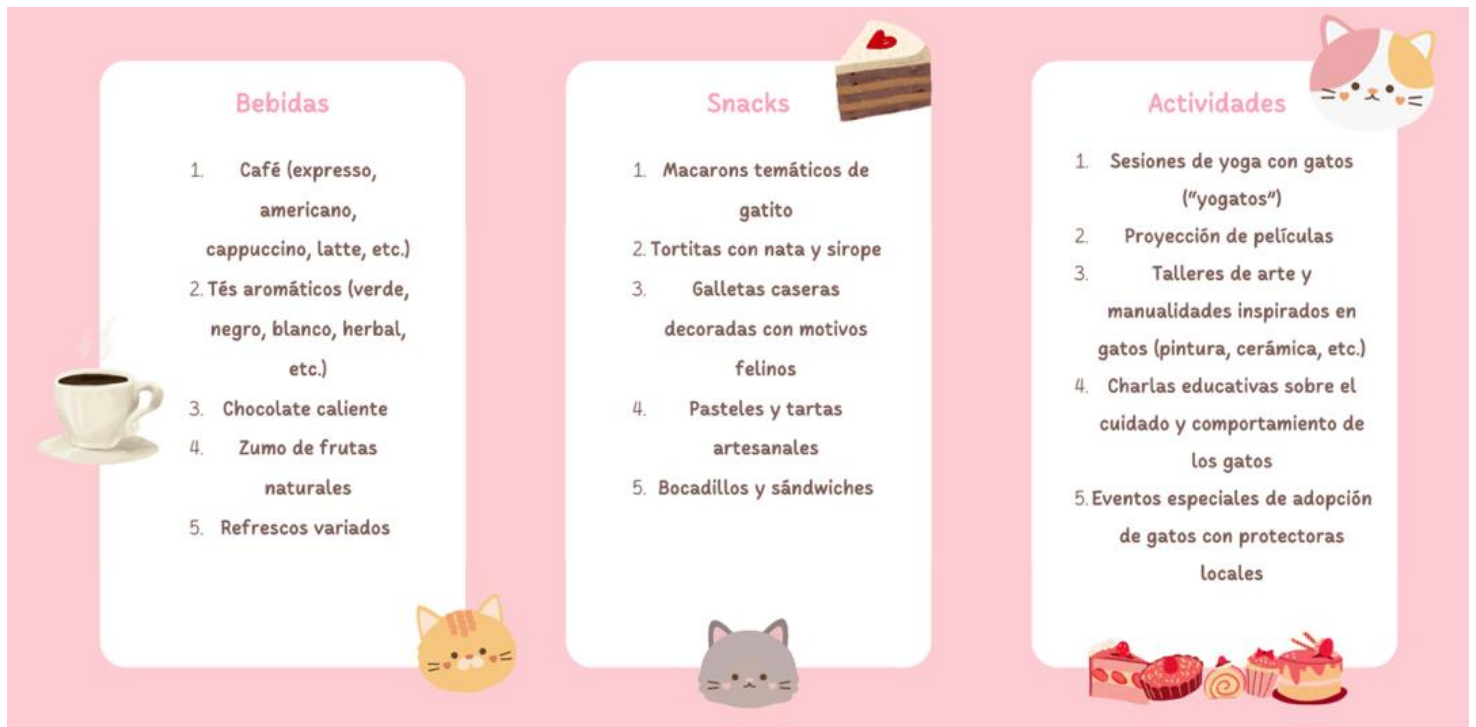 Bebidas
1. Café (expresso,
americano,
cappuccino, latte, etc.)
2. Tés aromáticos (verde,
negro, blanco, herbal,
etc.)
3. Chocolate caliente
4. Zumo de frutas
naturales
5. Refrescos variados
Snacks
1. Macarons temáticos de
gatito
2. Tortitas con nata y sirope
3. Galletas caseras
decoradas con motivos
felinos
4. Pasteles y tartas
artesanales
5. Bocadillos y sándwiches
Actividades
1. Sesiones de yoga con gatos
("yogatos")
2. Proyección de películas
3. Talleres de arte y
manualidades inspirados en
gatos (pintura, cerámica, etc.)
4. Charlas educativas sobre el
cuidado y comportamiento de
los gatos
5. Eventos especiales de adopción
de gatos con protectoras
locales